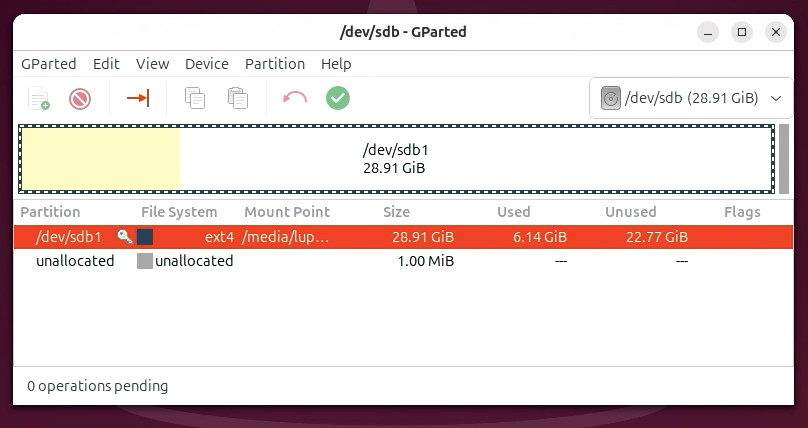 /dev/sdb - GParted
GParted Edit View Device Partition Help
/dev/sdb (28.91 GiB)
/dev/sdb1
28.91 GiB
Partition File System Mount Point Size Used Unused Flags
/dev/sdb1 ext4 /media/lup... 28.91 GiB 6.14 GiB 22.77 GiB
unallocated unallocated 1.00 MiB --- ---
0 operations pending